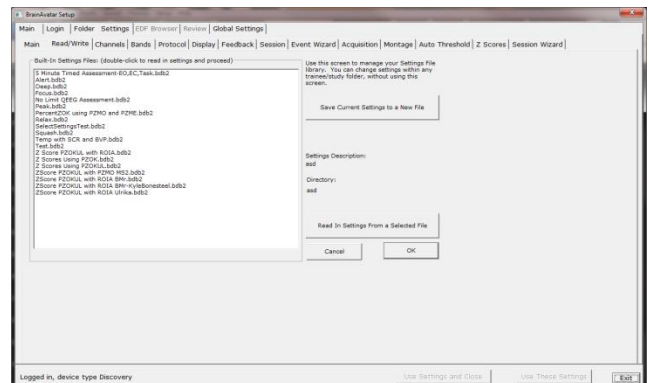 BrainAvatar Setup
Main Login Folder Settings EDF Browser Review Global Settings
Main Read/Write Channels Bands Protocol Display Feedback Session Event Wizard Acquisition Montage Auto Threshold Z Scores Session Wizard
Built-In Settings Files: (double-click to read in settings and proceed)
5 Minute Timed Assessment-EO,EC,Task.bdb2
Alert.bdb2
Deep.bdb2
Focus.bdb2
No Limit QEEG Assessment.bdb2
Peak.bdb2
PercentZOK using PZMO and PZME.bdb2
Relax.bdb2
SelectSettingsTest.bdb2
Squash.bdb2
Temp with SCR and BVP.bdb2
Test.bdb2
Z Score PZOKUL with ROIA.bdb2
Z Scores Using PZOK.bdb2
Z Scores Using PZOKUL.bdb2
ZScore PZOKUL with PZMO MS2.bdb2
ZScore PZOKUL with ROIA BMr.bdb2
ZScore PZOKUL with ROIA BMr-KyleBonesteel.bdb2
ZScore PZOKUL with ROIA Ulrika.bdb2
Use this screen to manage your Settings File
library. You can change settings within any
trainee/study folder, without using this
screen.
Save Current Settings to a New File
Settings Description:
asd
Directory:
asd
Read In Settings From a Selected File
Cancel OK
Logged in, device type Discovery
Use Settings and Close Use These Settings Exit